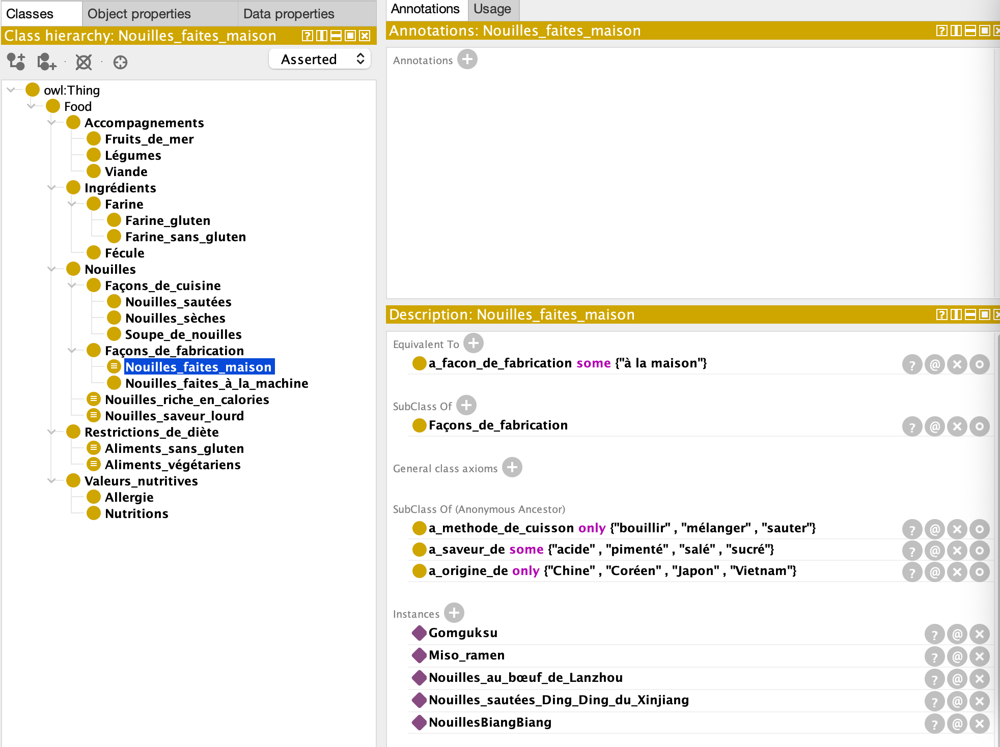 Classes
Object properties
Data properties
Class hierarchy: Nouilles_faites_maison
Asserted
owl:Thing
Food
Accompagnements
Fruits_de_mer
Légumes
Viande
Ingrédients
Farine
Farine_gluten
Farine_sans_gluten
Fécule
Nouilles
Façons_de_cuisine
Nouilles_sautées
Nouilles_sèches
Soupe_de_nouilles
Façons_de_fabrication
Nouilles_faites_maison
Nouilles_faites_à_la_machine
Nouilles_riche_en_calories
Nouilles_saveur_lourd
Restrictions_de_diète
Aliments_sans_gluten
Aliments_végétariens
Valeurs_nutritives
Allergie
Nutritions
Annotations
Usage
Annotations: Nouilles_faites_maison
Annotations
Description: Nouilles_faites_maison
Equivalent To
a_facon_de_fabrication some {"à la maison"}
SubClass Of
Façons_de_fabrication
General class axioms
SubClass Of (Anonymous Ancestor)
a_methode_de_cuisson only {"bouillir" , "mélanger" , "sauter"}
a_saveur_de some {"acide" , "pimenté" , "salé" , "sucré"}
a_origine_de only {"Chine" , "Coréen" , "Japon" , "Vietnam"}
Instances
Gomguksu
Miso_ramen
Nouilles_au_bœuf_de_Lanzhou
Nouilles_sautées_Ding_Ding_du_Xinjiang
NouillesBiangBiang